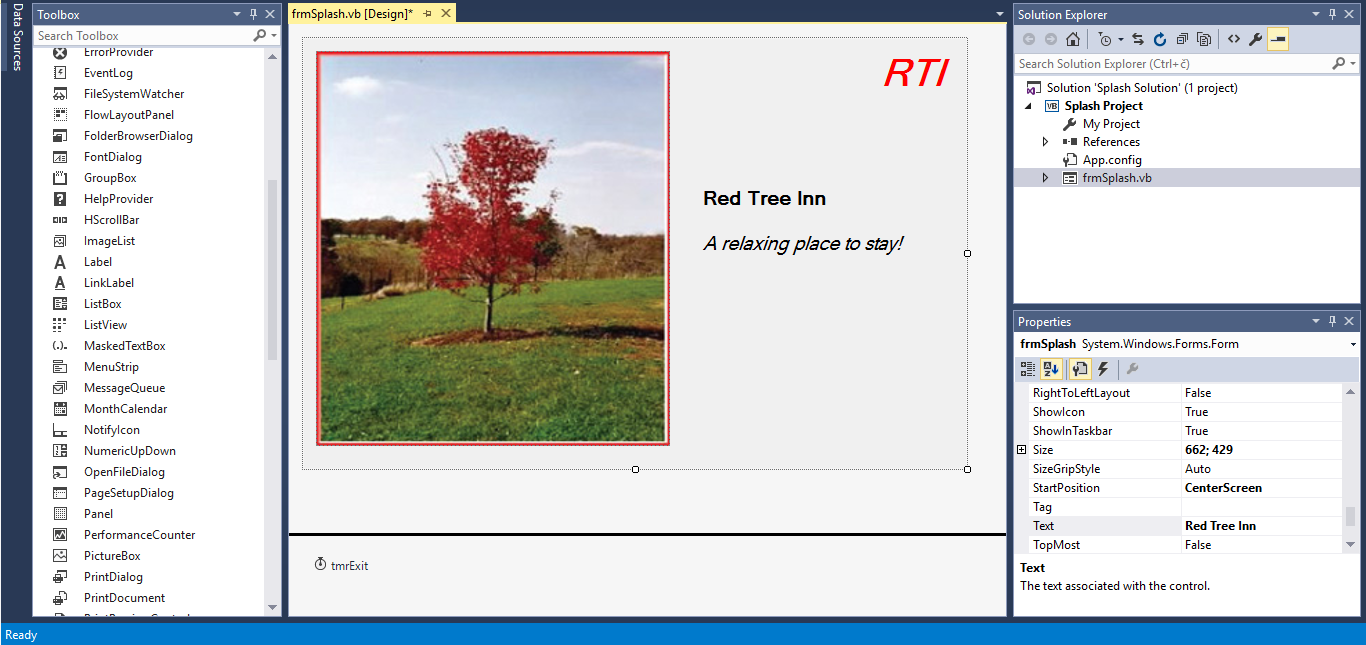 Data Sources
Toolbox
Search Toolbox
ErrorProvider
EventLog
FileSystemWatcher
FlowLayoutPanel
FolderBrowserDialog
FontDialog
GroupBox
HelpProvider
HScrollBar
ImageList
Label
LinkLabel
ListBox
ListView
MaskedTextBox
MenuStrip
MessageQueue
MonthCalendar
NotifyIcon
NumericUpDown
OpenFileDialog
PageSetupDialog
Panel
PerformanceCounter
PictureBox
PrintDialog
PrintDocument
frmSplash.vb [Design]*
RTI
Red Tree Inn
A relaxing place to stay!
tmrExit
Solution Explorer
Search Solution Explorer (Ctrl+č)
Solution 'Splash Solution' (1 project)
VB Splash Project
My Project
References
App.config
frmSplash.vb
Properties
frmSplash System.Windows.Forms.Form
RightToLeftLayout False
ShowIcon True
ShowInTaskbar True
Size 662; 429
SizeGripStyle Auto
StartPosition CenterScreen
Tag
Text Red Tree Inn
TopMost False
Text
The text associated with the control.
Ready